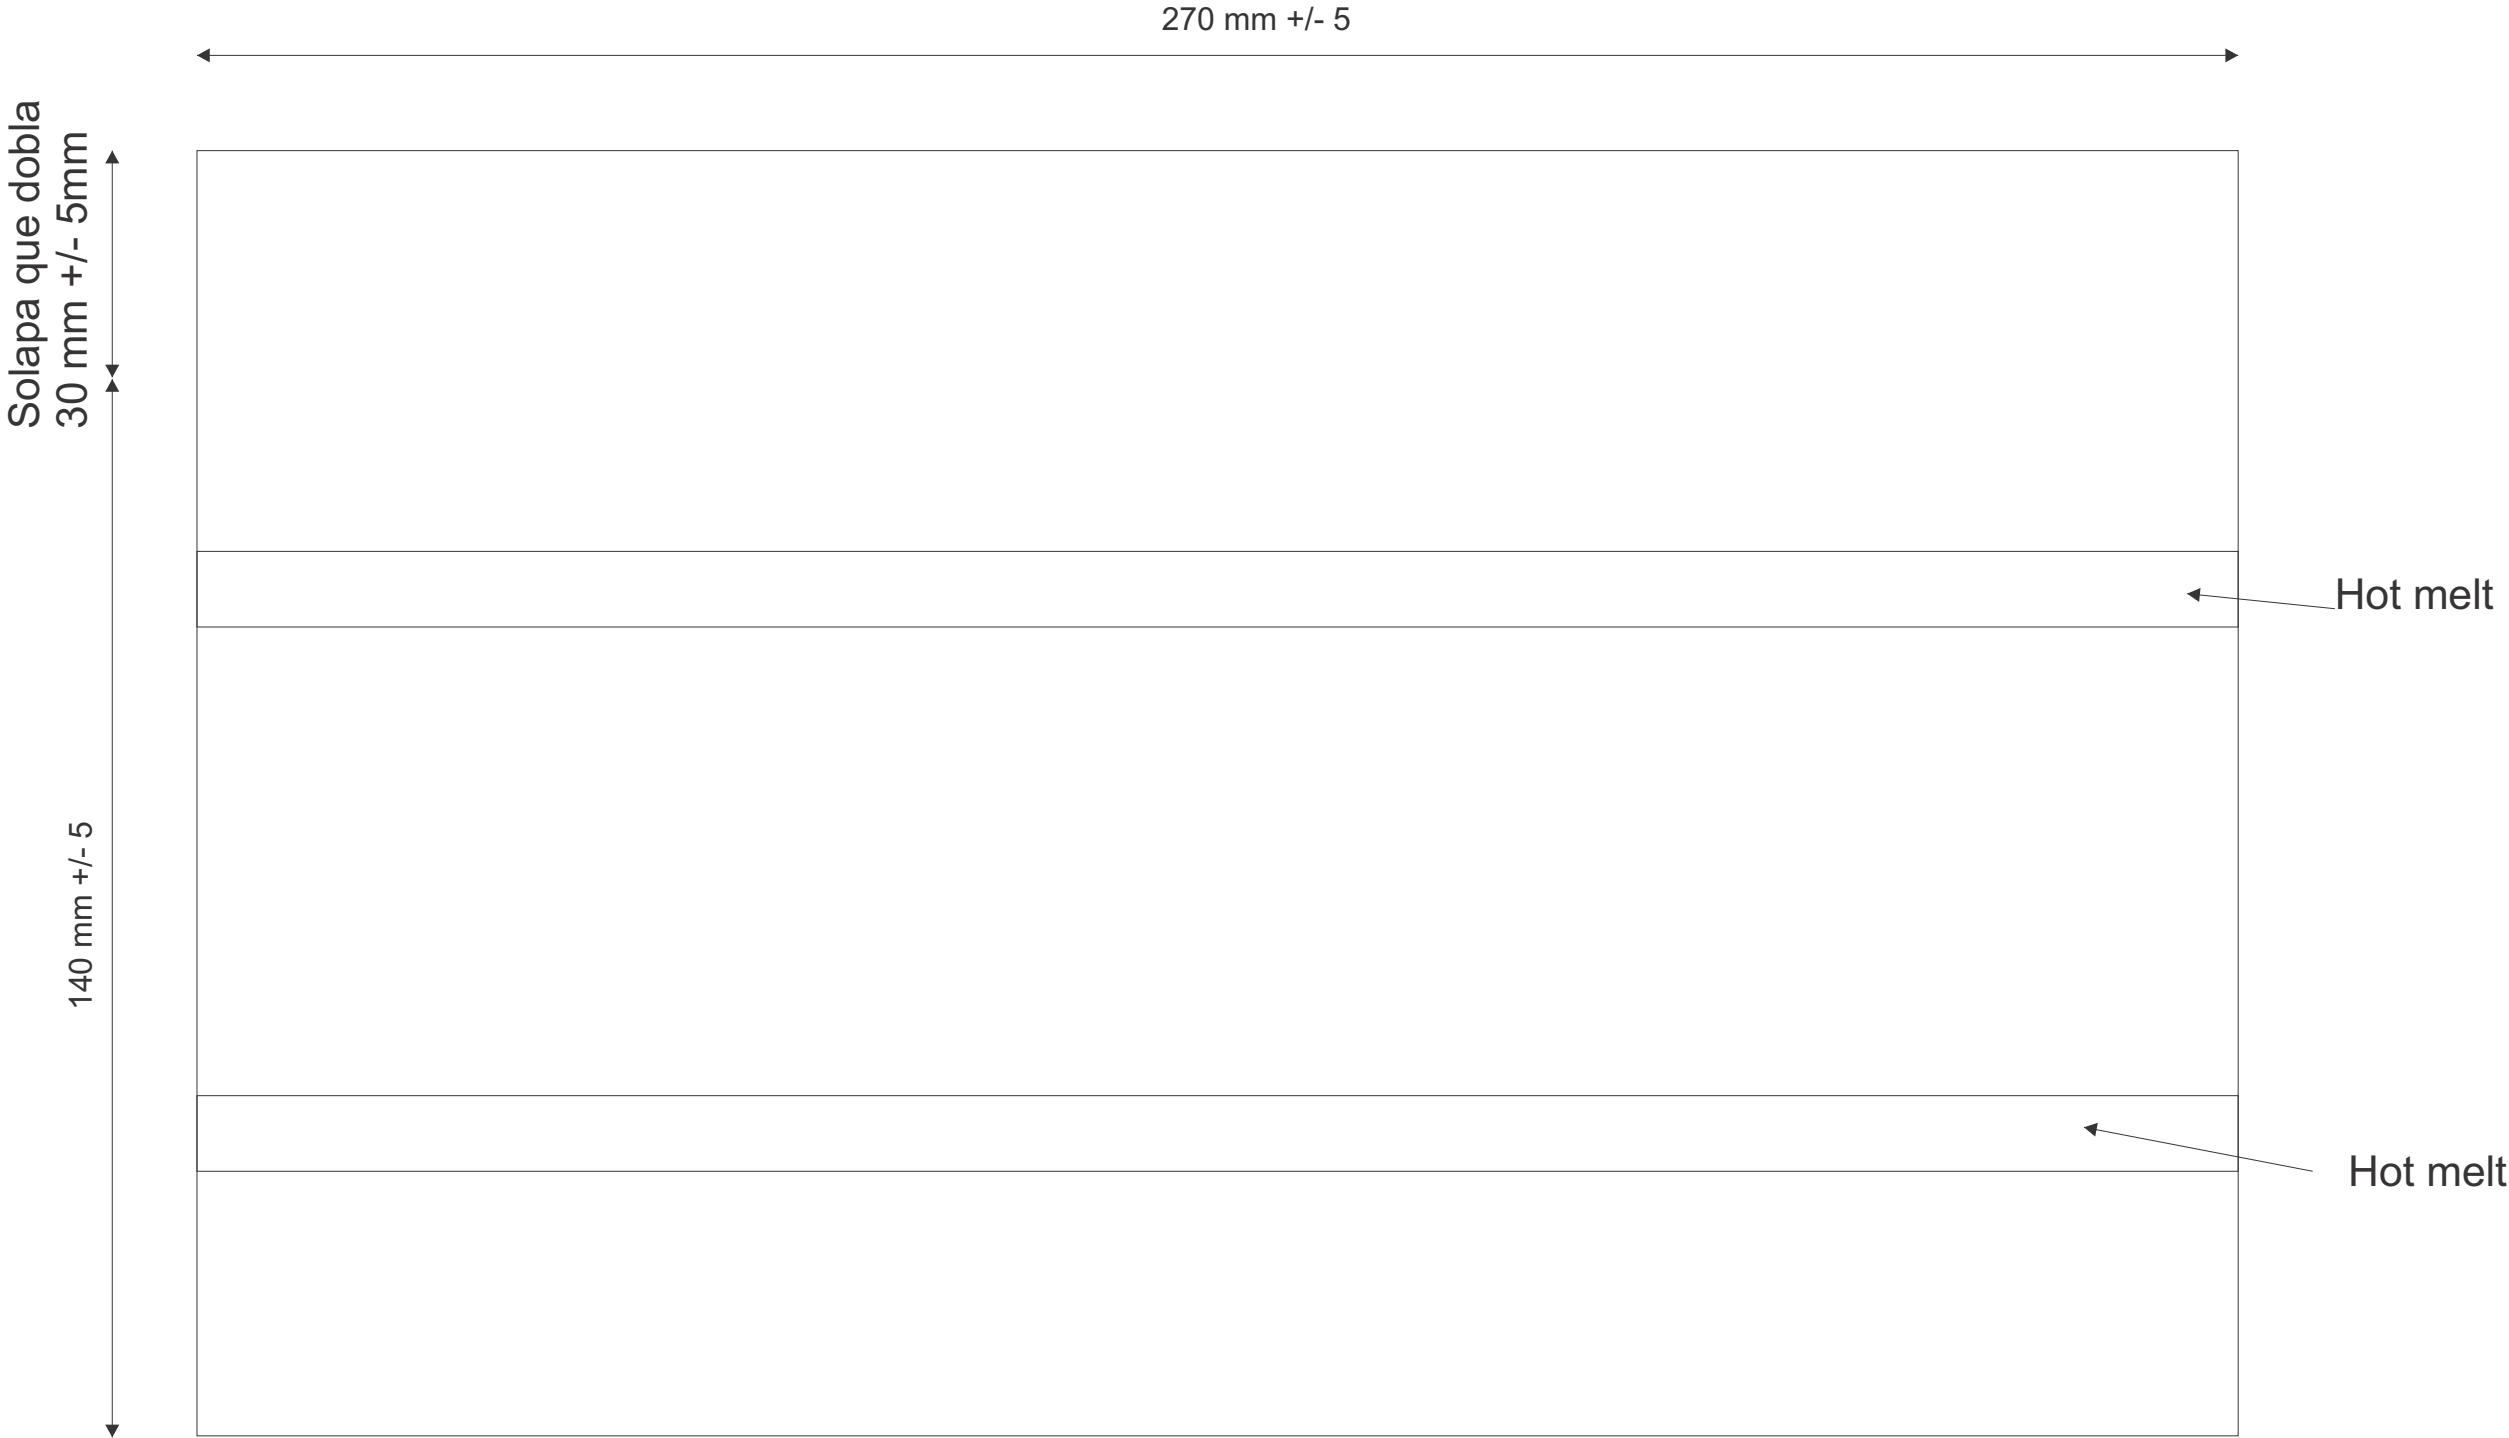 270 mm +/- 5
Solapa que dobla
30 mm +/- 5mm
Hot melt
140 mm +/- 5
Hot melt